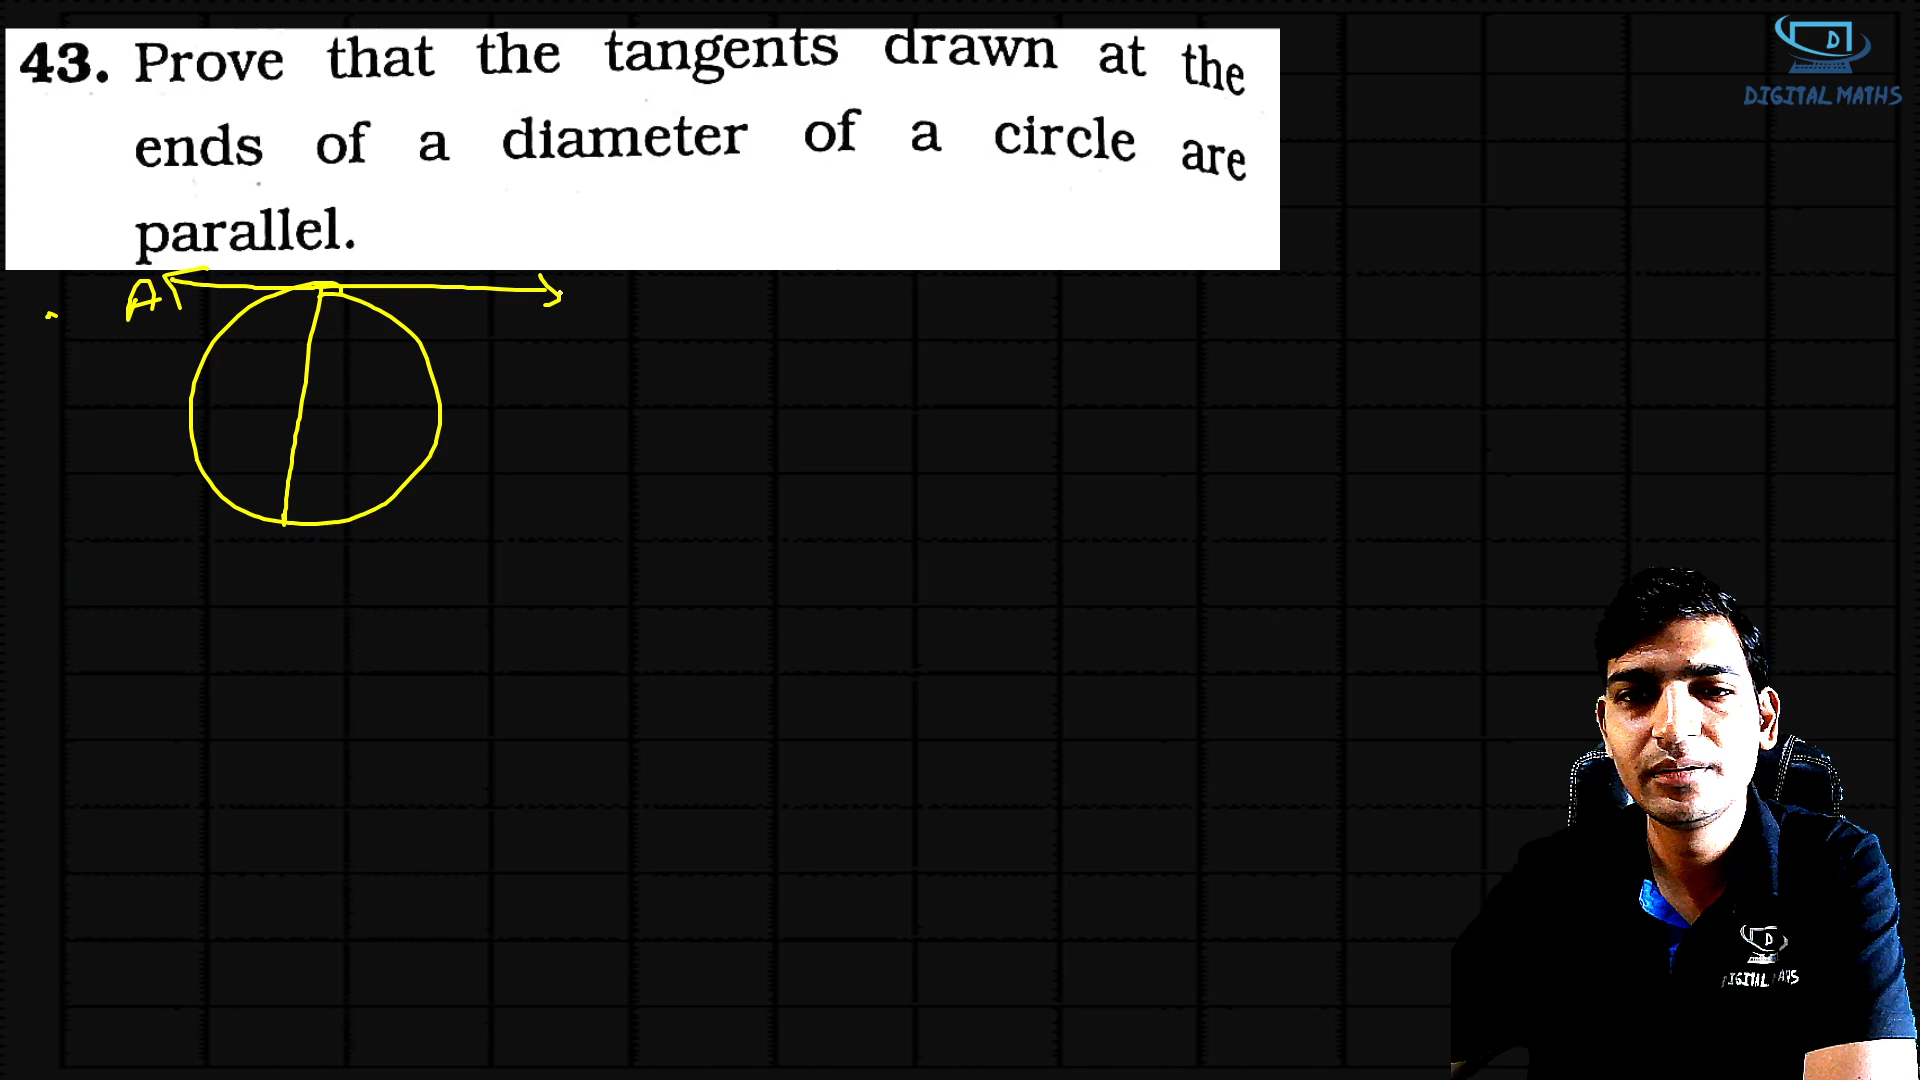 43. Prove that the tangents drawn at the
ends of a diameter of a circle are
parallel.
A
D
DIGITAL MATHS
D